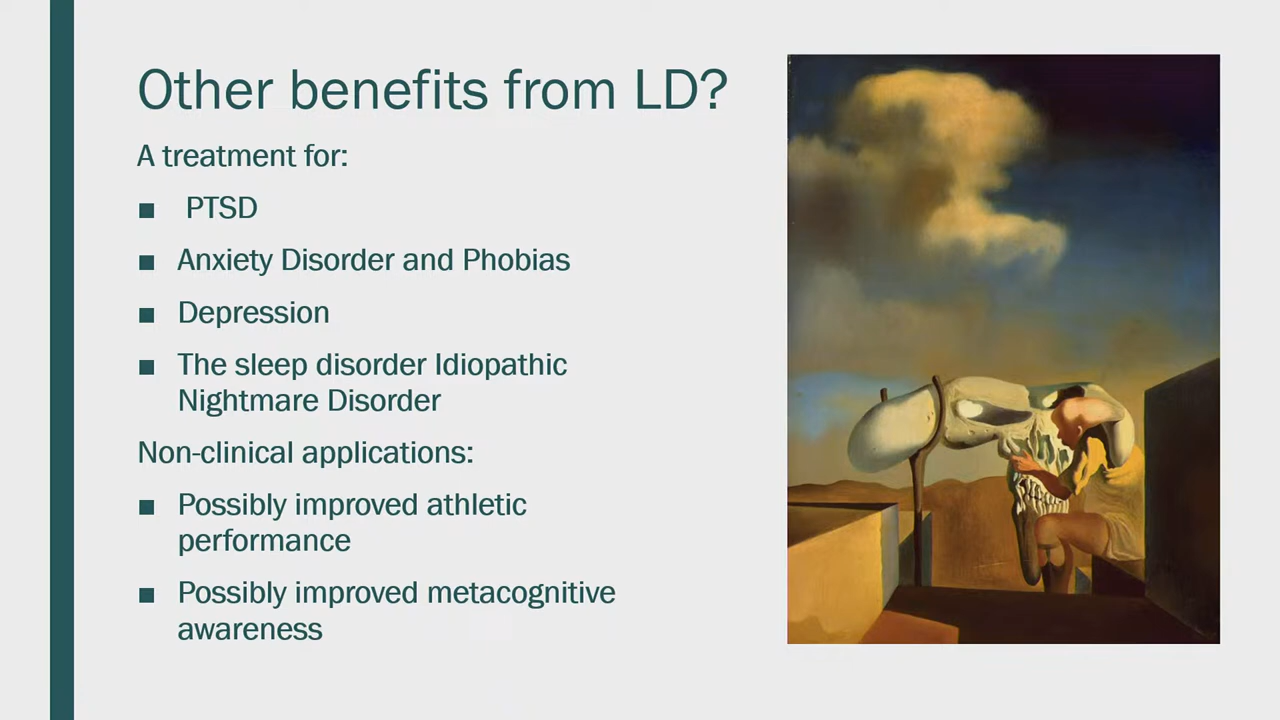 Other benefits from LD?
A treatment for:
■ PTSD
■ Anxiety Disorder and Phobias
■ Depression
■ The sleep disorder Idiopathic
Nightmare Disorder
Non-clinical applications:
■ Possibly improved athletic
performance
■ Possibly improved metacognitive
awareness